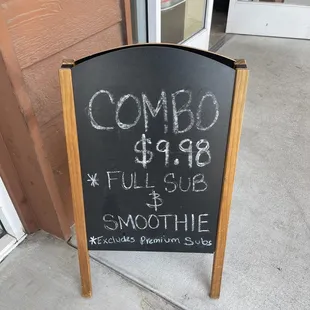 COMBO
$9.98
* FULL SUB
&
SMOOTHIE
*Excludes Premium Subs